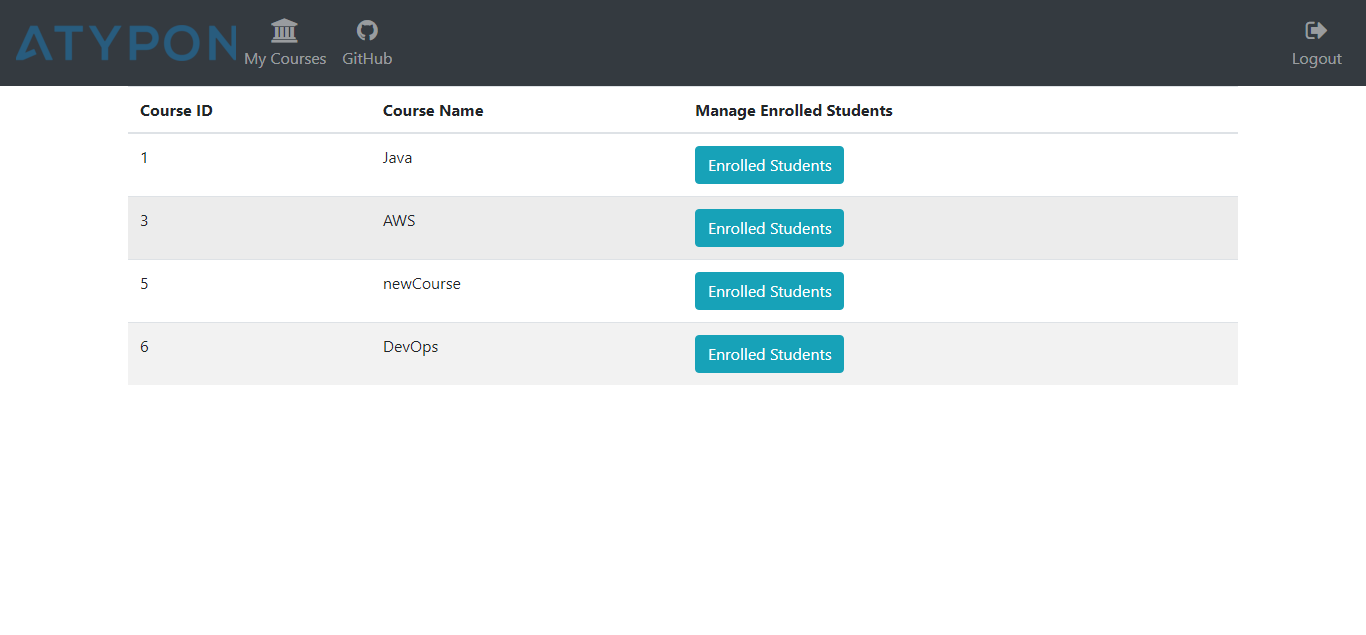 ATYPON
My Courses
GitHub
Logout
Course ID Course Name Manage Enrolled Students
1 Java Enrolled Students
3 AWS Enrolled Students
5 newCourse Enrolled Students
6 DevOps Enrolled Students